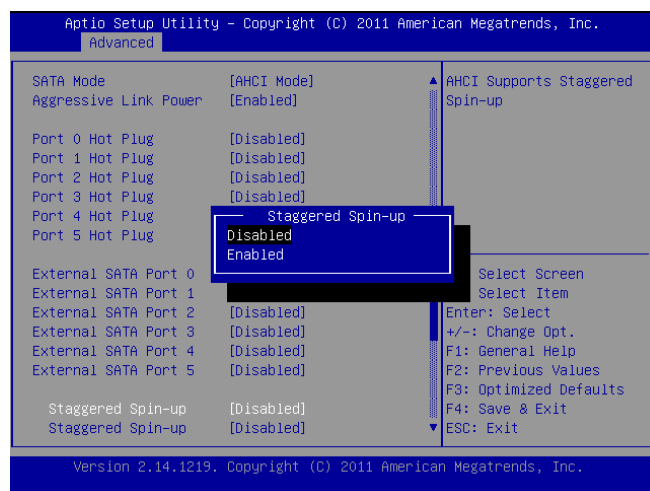 Aptio Setup Utility – Copyright (C) 2011 American Megatrends, Inc.
Advanced
SATA Mode [AHCI Mode]
Aggressive Link Power [Enabled]
Port 0 Hot Plug [Disabled]
Port 1 Hot Plug [Disabled]
Port 2 Hot Plug [Disabled]
Port 3 Hot Plug [Disabled]
Port 4 Hot Plug
Port 5 Hot Plug
External SATA Port 0
External SATA Port 1
External SATA Port 2 [Disabled]
External SATA Port 3 [Disabled]
External SATA Port 4 [Disabled]
External SATA Port 5 [Disabled]
Staggered Spin-up [Disabled]
Staggered Spin-up [Disabled]
Staggered Spin-up
Disabled
Enabled
AHCI Supports Staggered
Spin-up
Select Screen
Select Item
Enter: Select
+/-: Change Opt.
F1: General Help
F2: Previous Values
F3: Optimized Defaults
F4: Save & Exit
ESC: Exit
Version 2.14.1219. Copyright (C) 2011 American Megatrends, Inc.